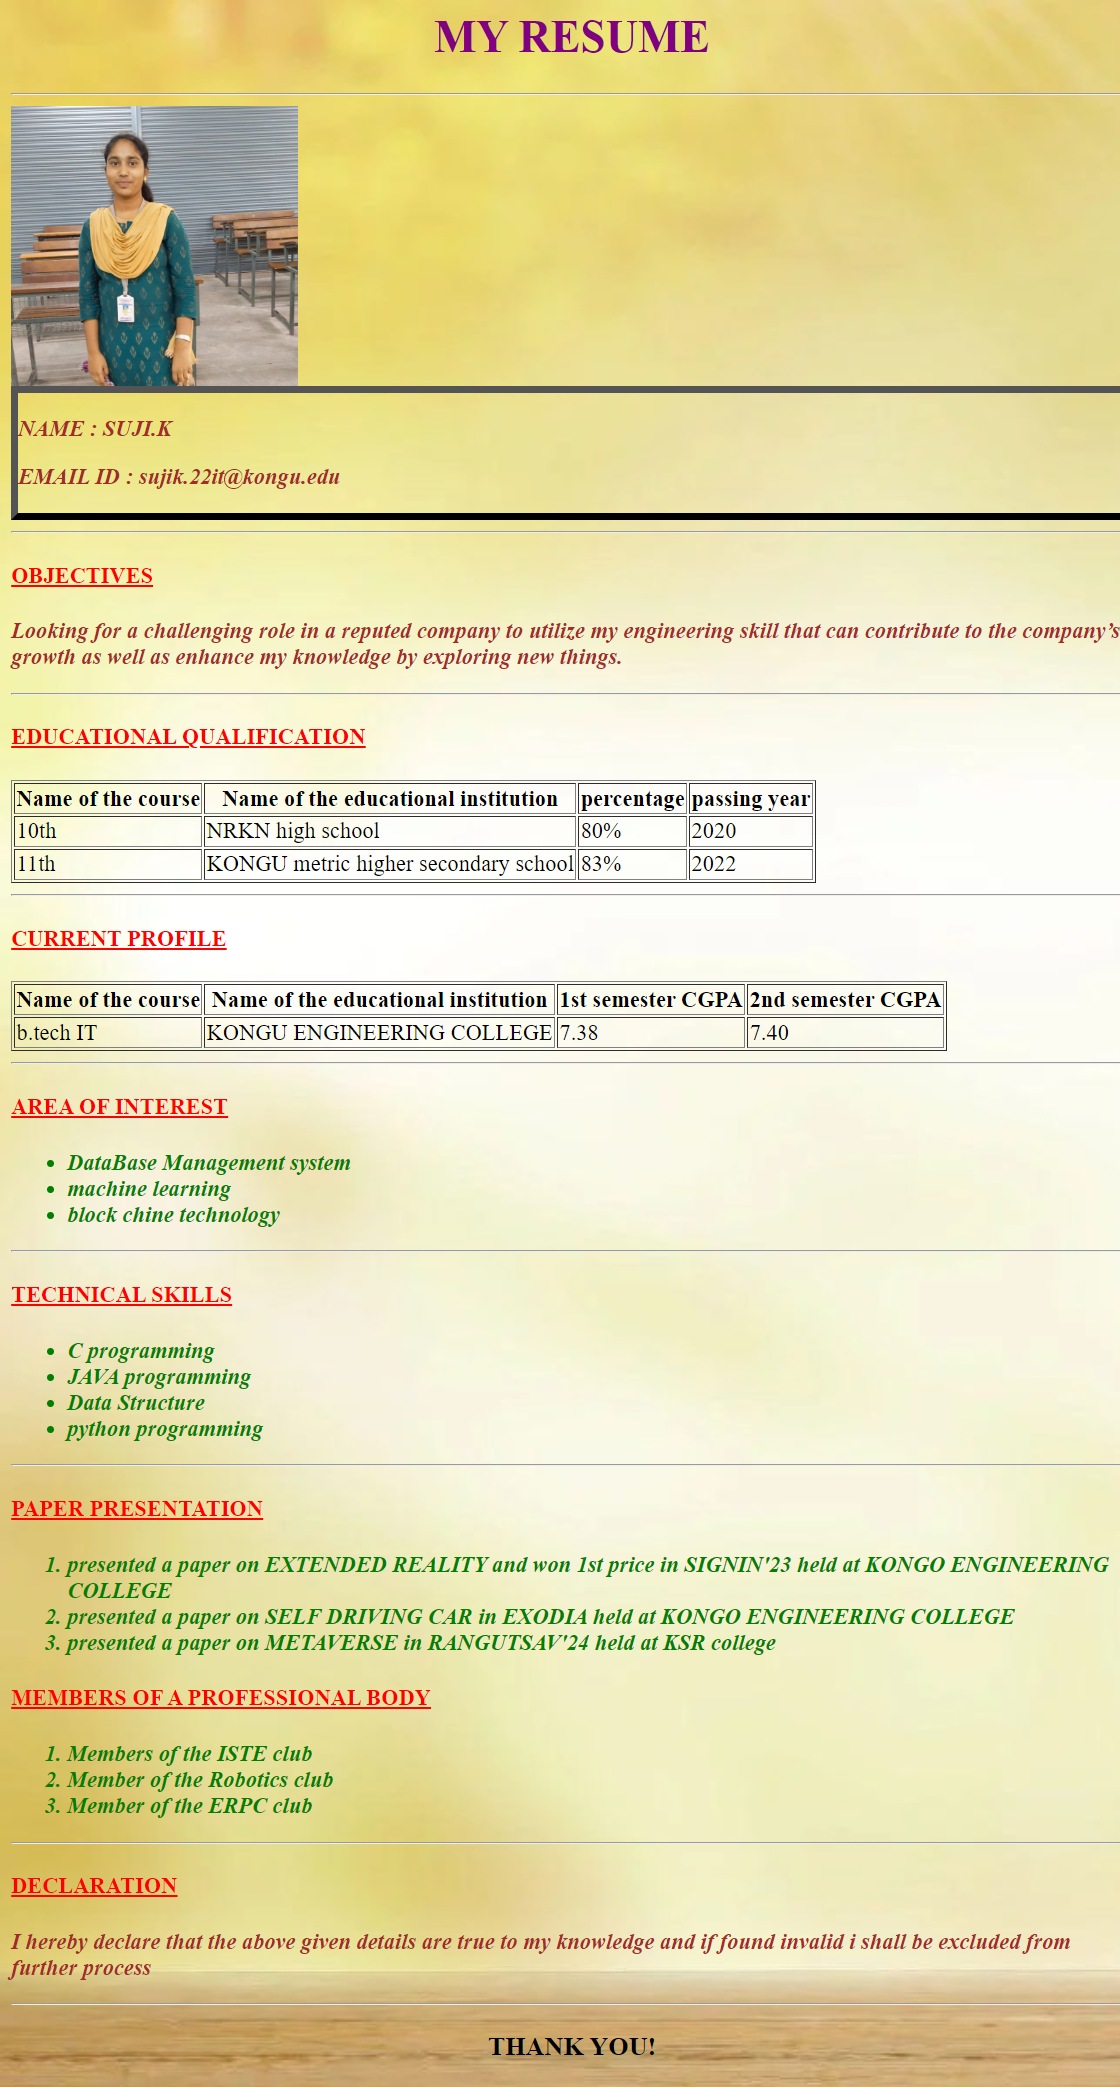 MY RESUME
NAME : SUJI.K
EMAIL ID : sujik.22it@kongu.edu
OBJECTIVES
Looking for a challenging role in a reputed company to utilize my engineering skill that can contribute to the company’s
growth as well as enhance my knowledge by exploring new things.
EDUCATIONAL QUALIFICATION
Name of the course Name of the educational institution percentage passing year
10th NRKN high school 80% 2020
11th KONGU metric higher secondary school 83% 2022
CURRENT PROFILE
Name of the course Name of the educational institution 1st semester CGPA 2nd semester CGPA
b.tech IT KONGU ENGINEERING COLLEGE 7.38 7.40
AREA OF INTEREST
• DataBase Management system
• machine learning
• block chine technology
TECHNICAL SKILLS
• C programming
• JAVA programming
• Data Structure
• python programming
PAPER PRESENTATION
1. presented a paper on EXTENDED REALITY and won 1st price in SIGNIN'23 held at KONGO ENGINEERING
COLLEGE
2. presented a paper on SELF DRIVING CAR in EXODIA held at KONGO ENGINEERING COLLEGE
3. presented a paper on METAVERSE in RANGUTSAV'24 held at KSR college
MEMBERS OF A PROFESSIONAL BODY
1. Members of the ISTE club
2. Member of the Robotics club
3. Member of the ERPC club
DECLARATION
I hereby declare that the above given details are true to my knowledge and if found invalid i shall be excluded from
further process
THANK YOU!